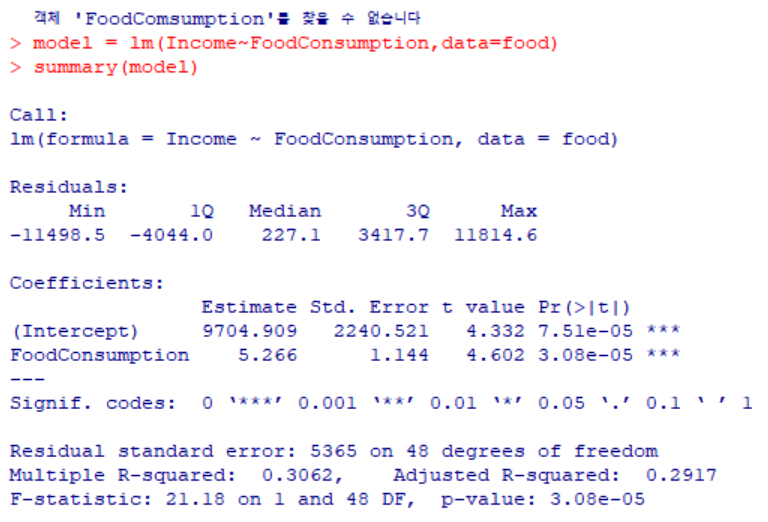 객체 'FoodComsumption'를 찾을 수 없습니다
> model = lm(Income~FoodConsumption,data=food)
> summary(model)
Call:
lm(formula = Income ~ FoodConsumption, data = food)
Residuals:
Min 1Q Median 3Q Max
-11498.5 -4044.0 227.1 3417.7 11814.6
Coefficients:
Estimate Std. Error t value Pr(>|t|)
(Intercept) 9704.909 2240.521 4.332 7.51e-05 ***
FoodConsumption 5.266 1.144 4.602 3.08e-05 ***
---
Signif. codes: 0 ‘***’ 0.001 ‘**’ 0.01 ‘*’ 0.05 ‘.’ 0.1 ‘ ’ 1
Residual standard error: 5365 on 48 degrees of freedom
Multiple R-squared: 0.3062, Adjusted R-squared: 0.2917
F-statistic: 21.18 on 1 and 48 DF, p-value: 3.08e-05